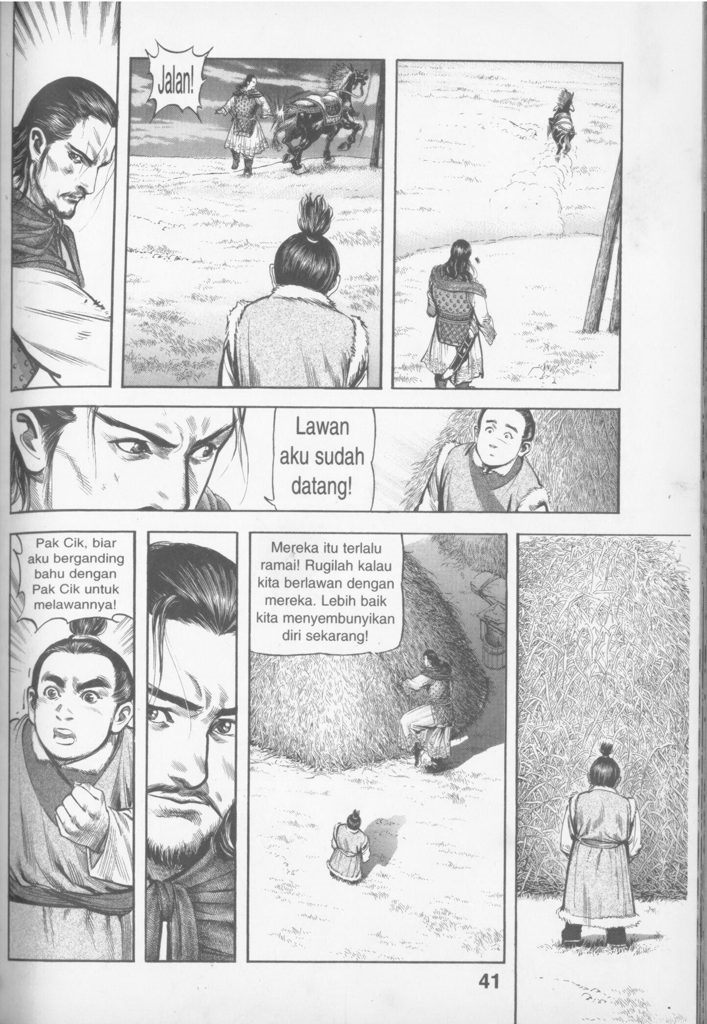 Jalan!
Lawan
aku sudah
datang!
Pak Cik, biar
aku berganding
bahu dengan
Pak Cik untuk
melawannya!
Mereka itu terlalu
ramai! Rugilah kalau
kita berlawan dengan
mereka. Lebih baik
kita menyembunyikan
diri sekarang!
41